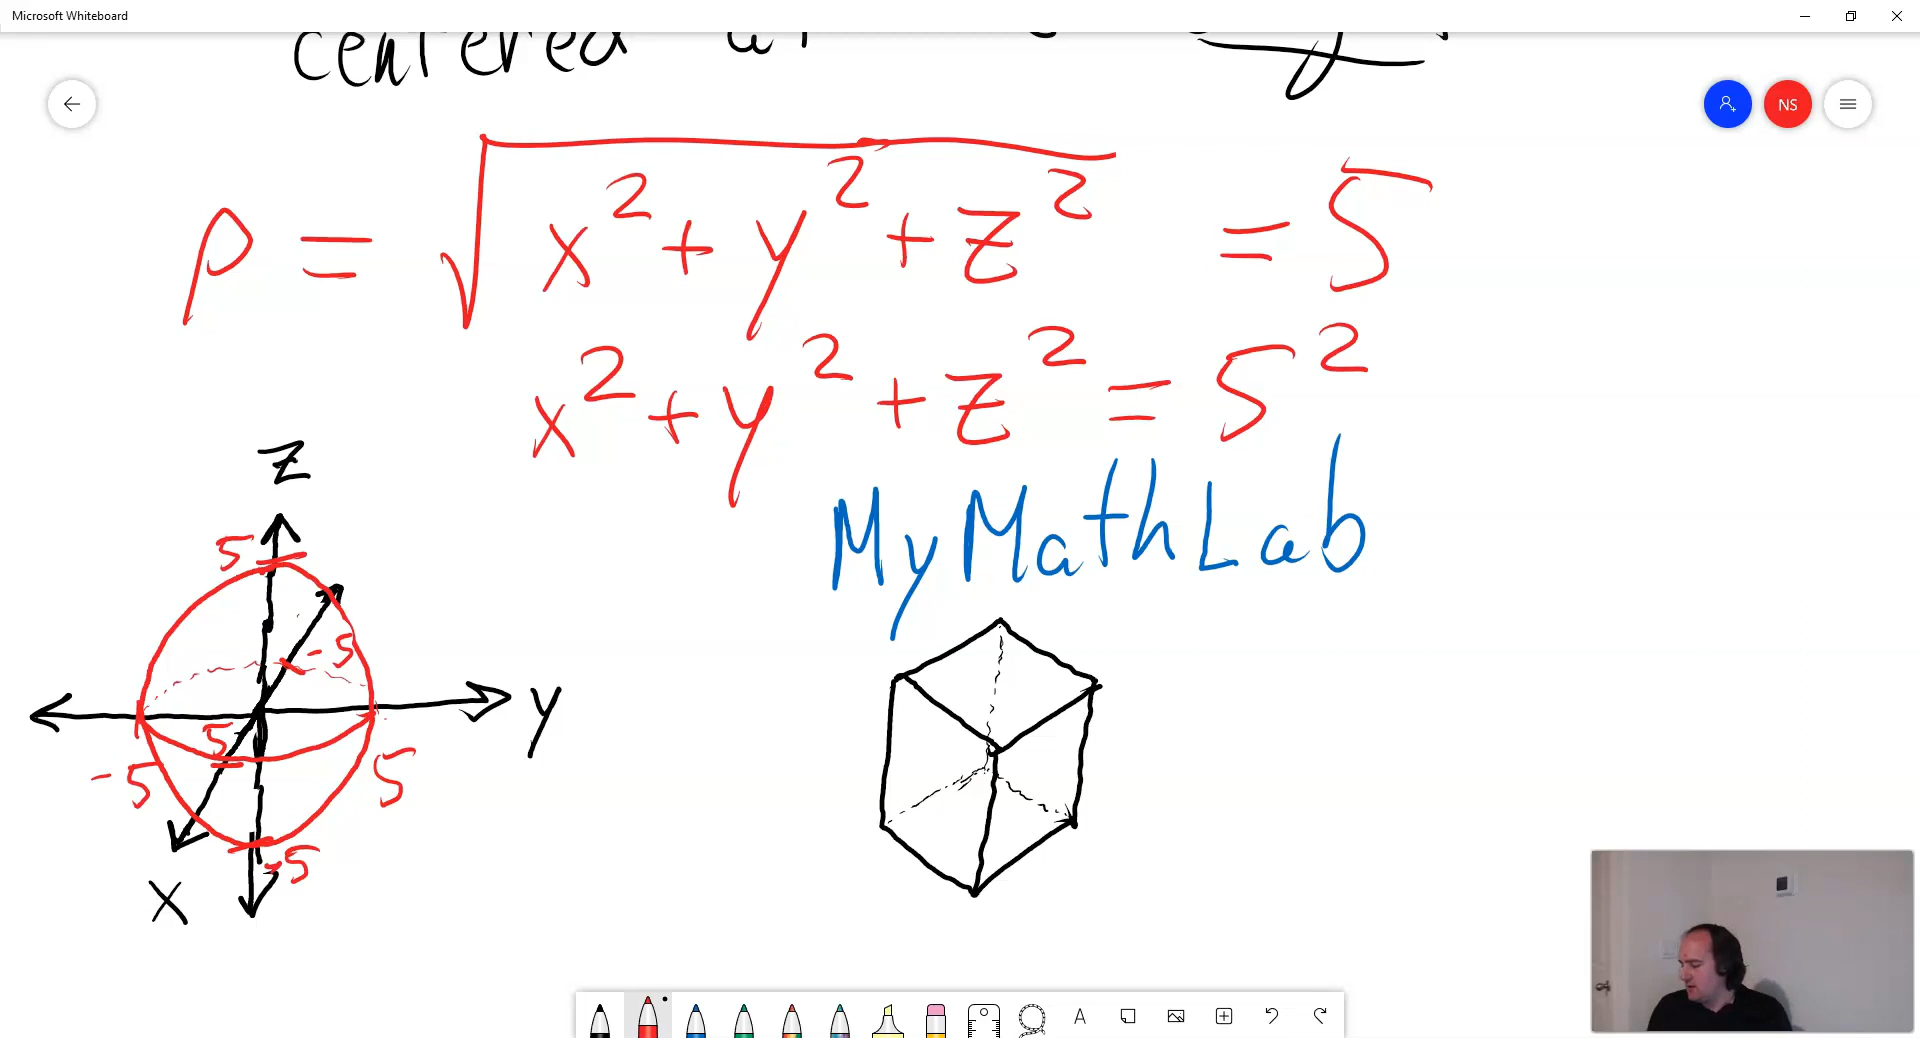 Microsoft Whiteboard
centered
NS
ρ = √x² + y² + z² = 5
x² + y² + z² = 5²
MyMathLab
z
5
-5
y
5
-5
5
-5
x
A